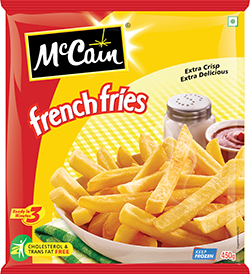 McCain®
french fries
Extra Crisp
Extra Delicious
Ready in
Minutes 3
CHOLESTEROL &
TRANS FAT FREE
KEEP
FROZEN
450g